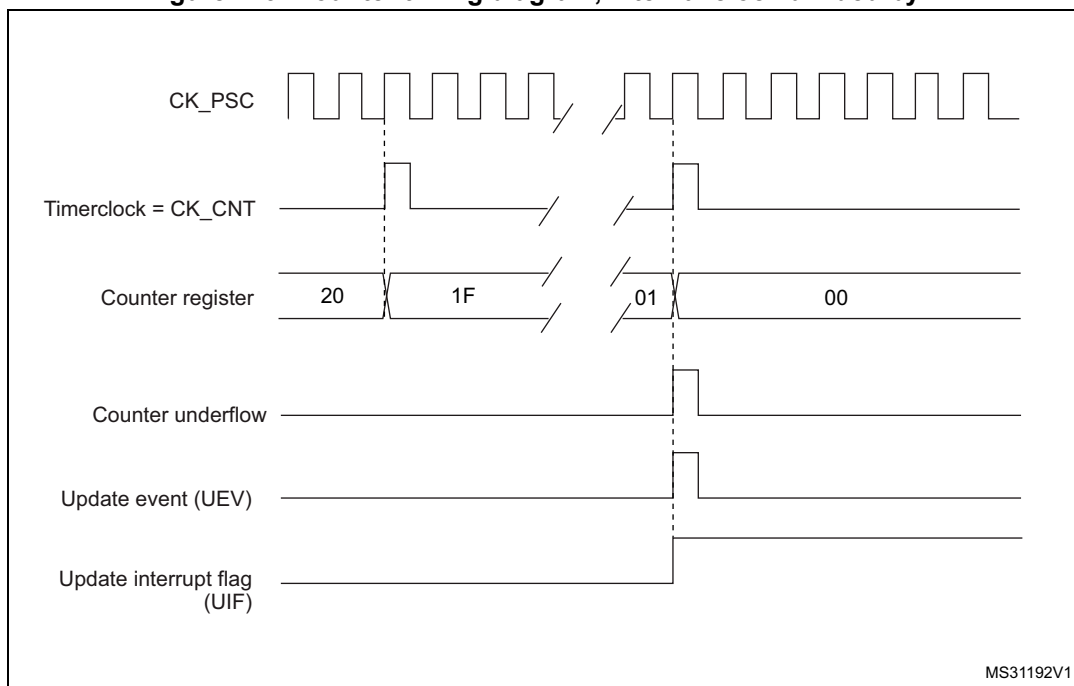 CK_PSC
Timerclock = CK_CNT
Counter register
20
1F
01
00
Counter underflow
Update event (UEV)
Update interrupt flag
(UIF)
MS31192V1